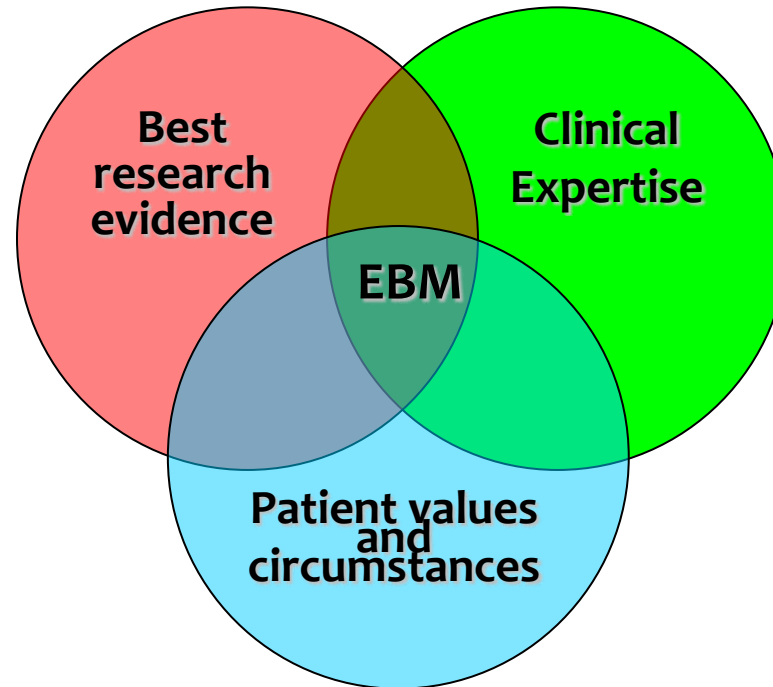 Best
research
evidence
Clinical
Expertise
EBM
Patient values
and
circumstances